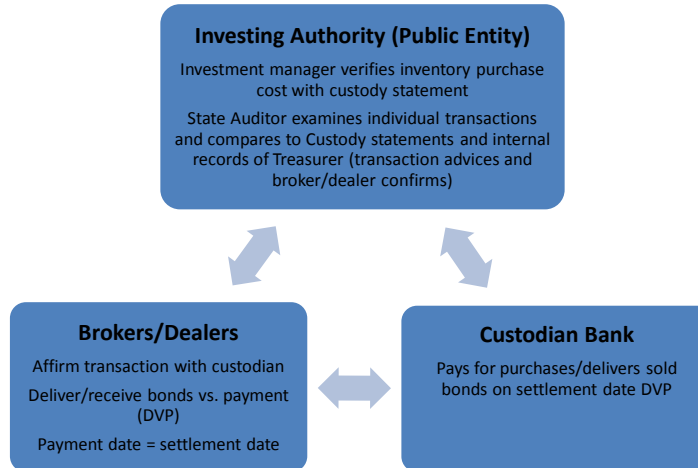 Investing Authority (Public Entity)
Investment manager verifies inventory purchase
cost with custody statement
State Auditor examines individual transactions
and compares to Custody statements and internal
records of Treasurer (transaction advices and
broker/dealer confirms)
Brokers/Dealers
Affirm transaction with custodian
Deliver/receive bonds vs. payment
(DVP)
Payment date = settlement date
Custodian Bank
Pays for purchases/delivers sold
bonds on settlement date DVP